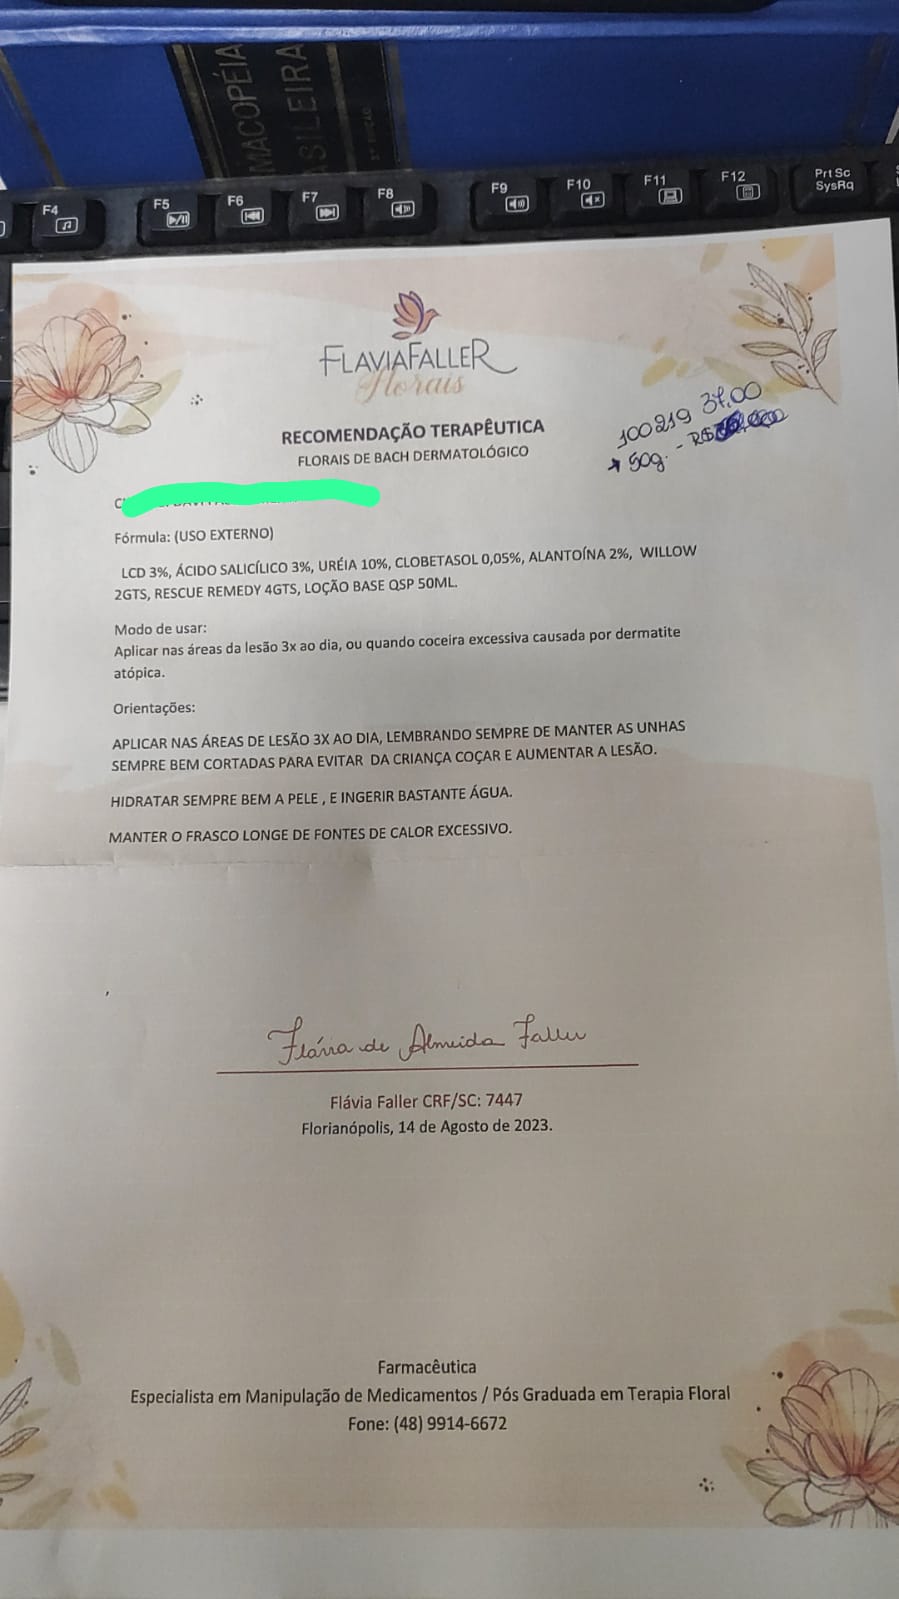 MACOPÉIA
SILEIRA
F4
F5
F6
F7
F8
F9
F10
F11
F12
Prt Sc
SysRq
FLAVIAFALLER
florais
RECOMENDAÇÃO TERAPÊUTICA
FLORAIS DE BACH DERMATOLÓGICO
100219 37,00
50g. - R$
Fórmula: (USO EXTERNO)
LCD 3%, ÁCIDO SALICÍLICO 3%, URÉIA 10%, CLOBETASOL 0,05%, ALANTOÍNA 2%, WILLOW
2GTS, RESCUE REMEDY 4GTS, LOÇÃO BASE QSP 50ML.
Modo de usar:
Aplicar nas áreas da lesão 3x ao dia, ou quando coceira excessiva causada por dermatite
atópica.
Orientações:
APLICAR NAS ÁREAS DE LESÃO 3X AO DIA, LEMBRANDO SEMPRE DE MANTER AS UNHAS
SEMPRE BEM CORTADAS PARA EVITAR DA CRIANÇA COÇAR E AUMENTAR A LESÃO.
HIDRATAR SEMPRE BEM A PELE , E INGERIR BASTANTE ÁGUA.
MANTER O FRASCO LONGE DE FONTES DE CALOR EXCESSIVO.
Flávia de Almeida Faller
Flávia Faller CRF/SC: 7447
Florianópolis, 14 de Agosto de 2023.
Farmacêutica
Especialista em Manipulação de Medicamentos / Pós Graduada em Terapia Floral
Fone: (48) 9914-6672